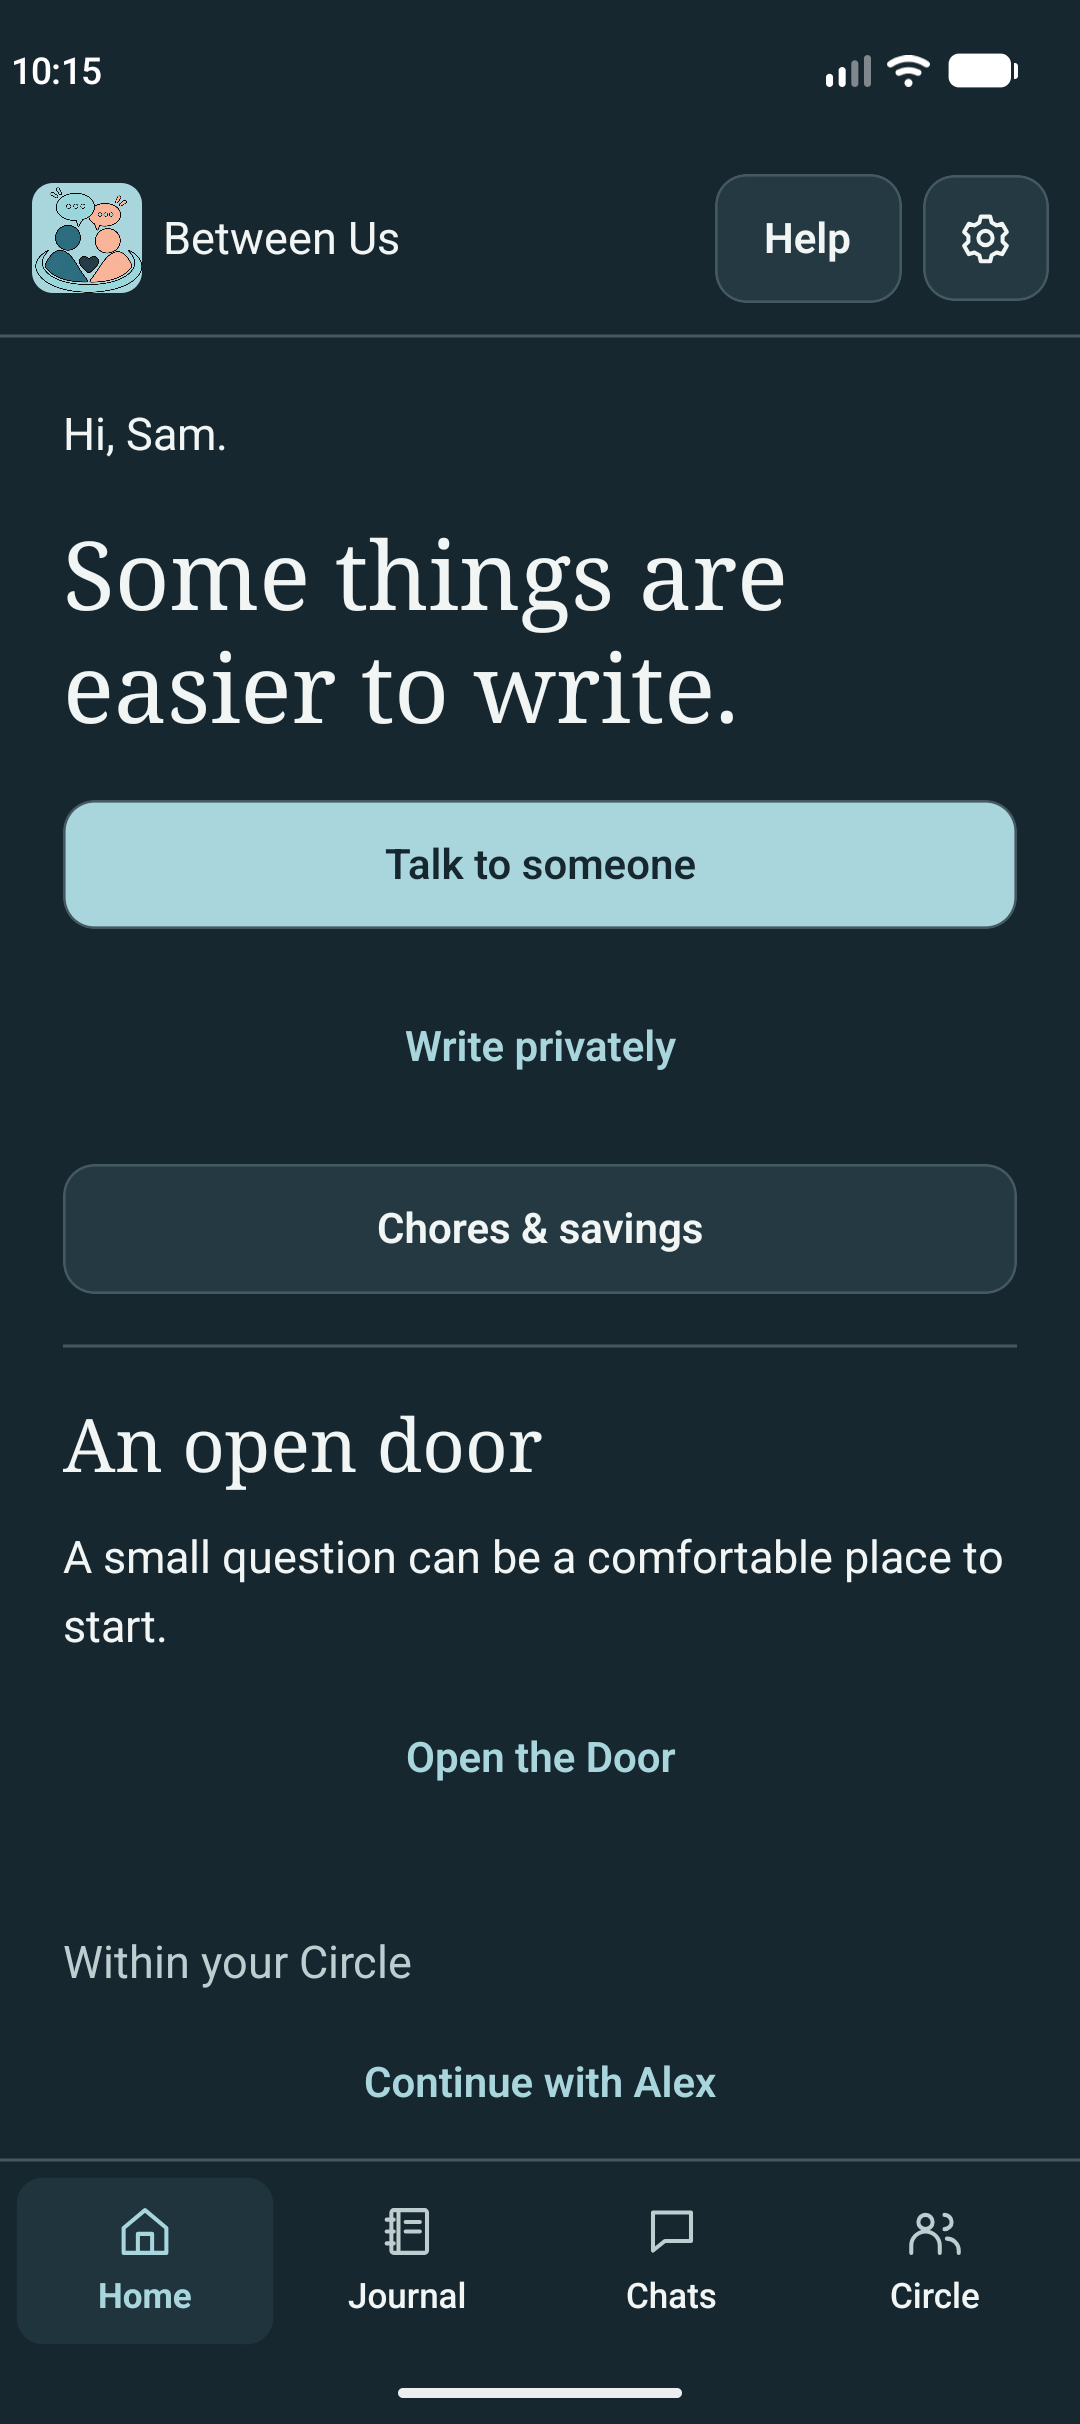 10:15
Between Us
Help
Hi, Sam.
Some things are
easier to write.
Talk to someone
Write privately
Chores & savings
An open door
A small question can be a comfortable place to
start.
Open the Door
Within your Circle
Continue with Alex
Home
Journal
Chats
Circle